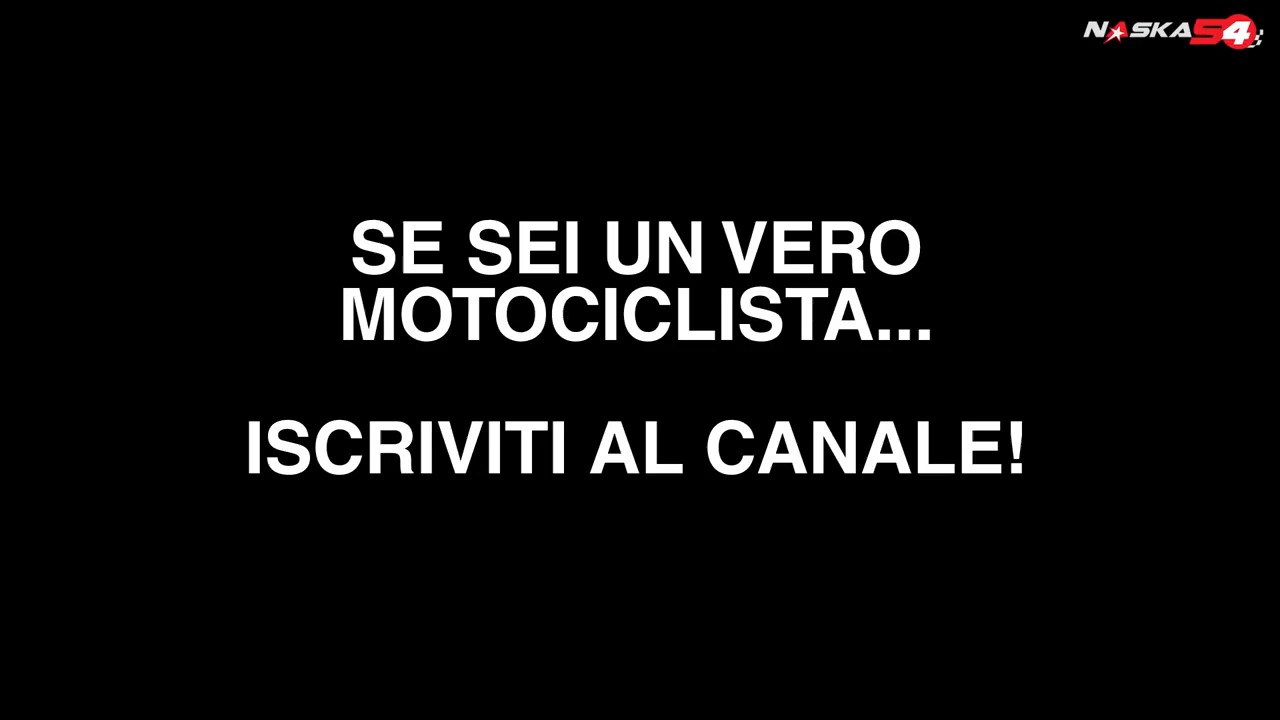 NASKA54
SE SEI UN VERO
MOTOCICLISTA...
ISCRIVITI AL CANALE!